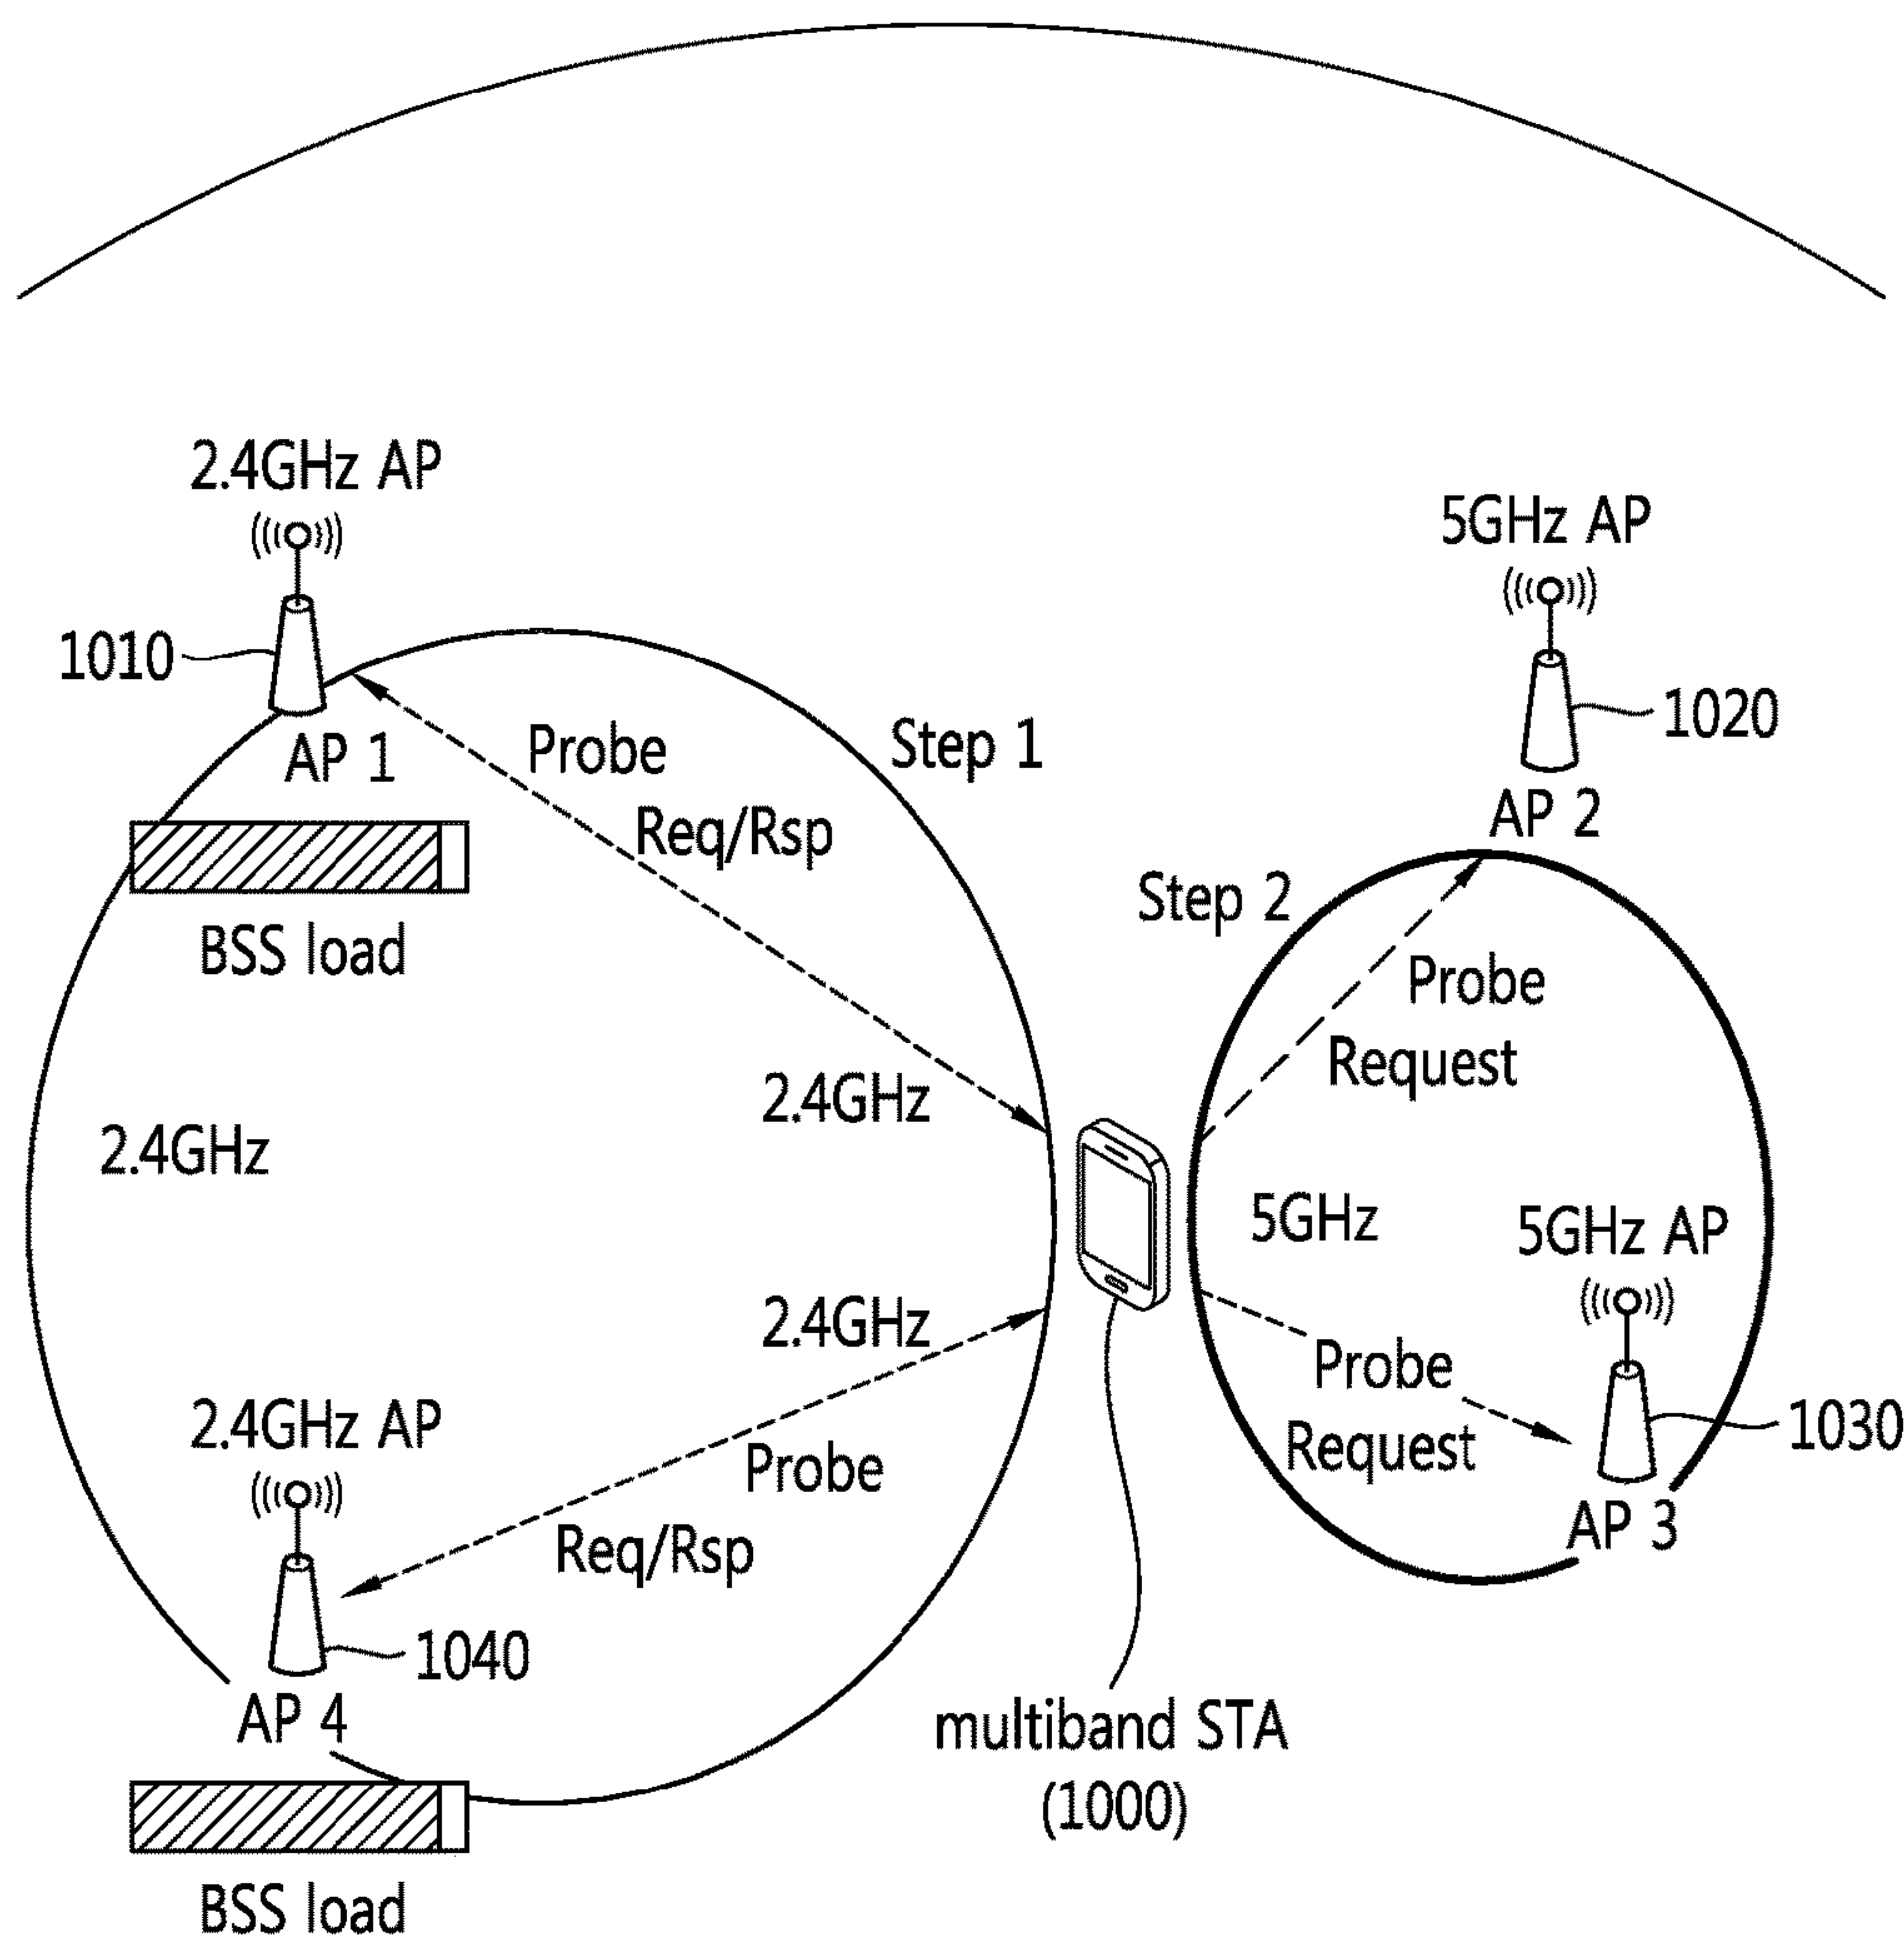 2.4GHz AP
1010
AP 1
BSS load
Step 1
Probe
Req/Rsp
2.4GHz
2.4GHz
5GHz AP
1020
AP 2
Step 2
Probe
Request
5GHz
5GHz AP
Probe
Request
1030
AP 3
2.4GHz
Probe
Req/Rsp
2.4GHz AP
1040
AP 4
BSS load
multiband STA
(1000)